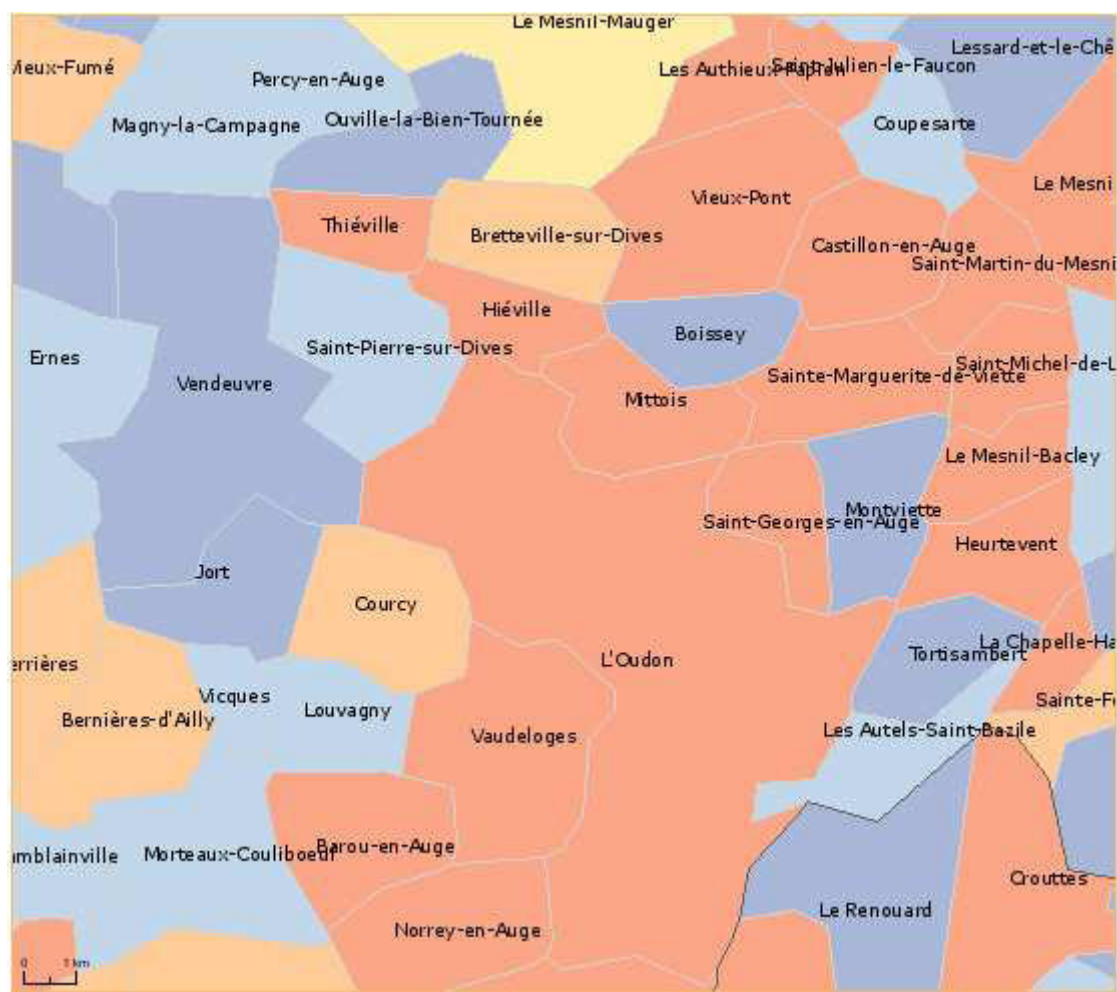 Le Mesnil-Mauger
Lessard-et-le-Chê
Vieux-Fumé
Percy-en-Auge
Les Authieux-Papion
Saint-Julien-le-Faucon
Magny-la-Campagne
Ouville-la-Bien-Tournée
Coupesarte
Le Mesni
Vieux-Pont
Thiéville
Bretteville-sur-Dives
Castillon-en-Auge
Saint-Martin-du-Mesni
Hiéville
Boissey
Ernes
Saint-Pierre-sur-Dives
Saint-Michel-de-L
Vendeuvre
Sainte-Marguerite-de-Viette
Mittois
Le Mesnil-Bacley
Montviette
Saint-Georges-en-Auge
Heurtevent
Jort
Courcy
La Chapelle-Ha
Tortisambert
errières
L'Oudon
Vicques
Sainte-Fo
Bernières-d'Ailly
Louvagny
Les Autels-Saint-Bazile
Vaudeloges
Barou-en-Auge
amblainville
Morteaux-Couliboeuf
Crouttes
Le Renouard
Norrey-en-Auge
1 km